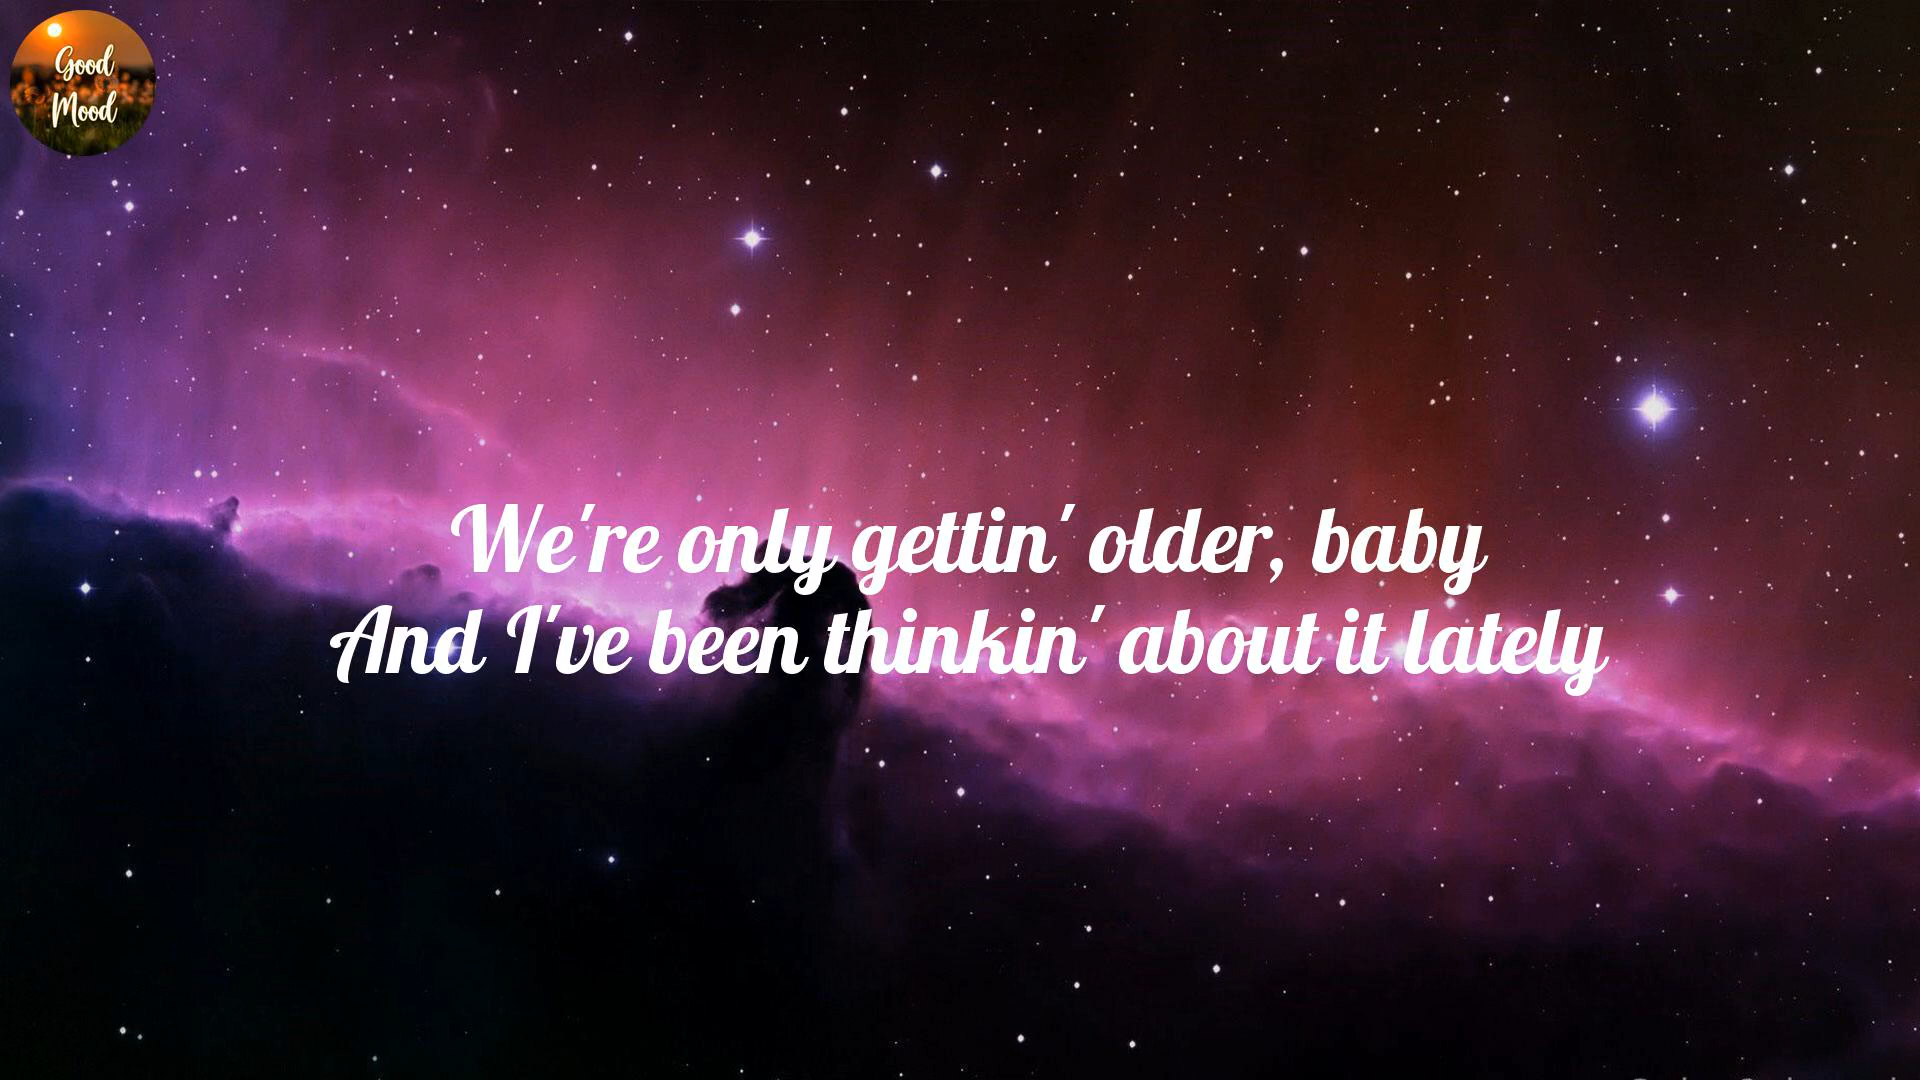 Good
Mood
We're only gettin' older, baby
And I've been thinkin' about it lately